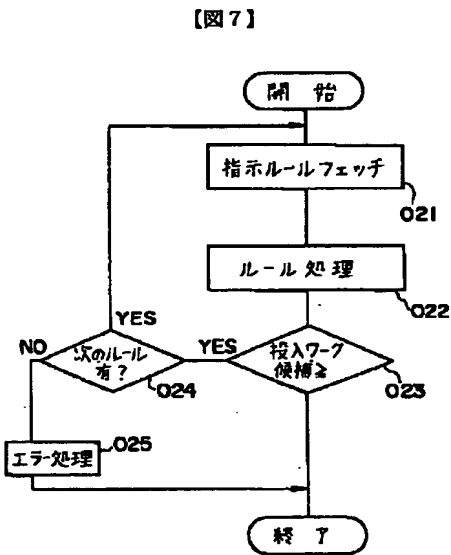 【図7】
開 始
指示ルールフェッチ
021
ルール処理
022
YES
NO
次のルール
有?
024
YES
投入ワーク
候補≧
023
エラー処理
025
終 了